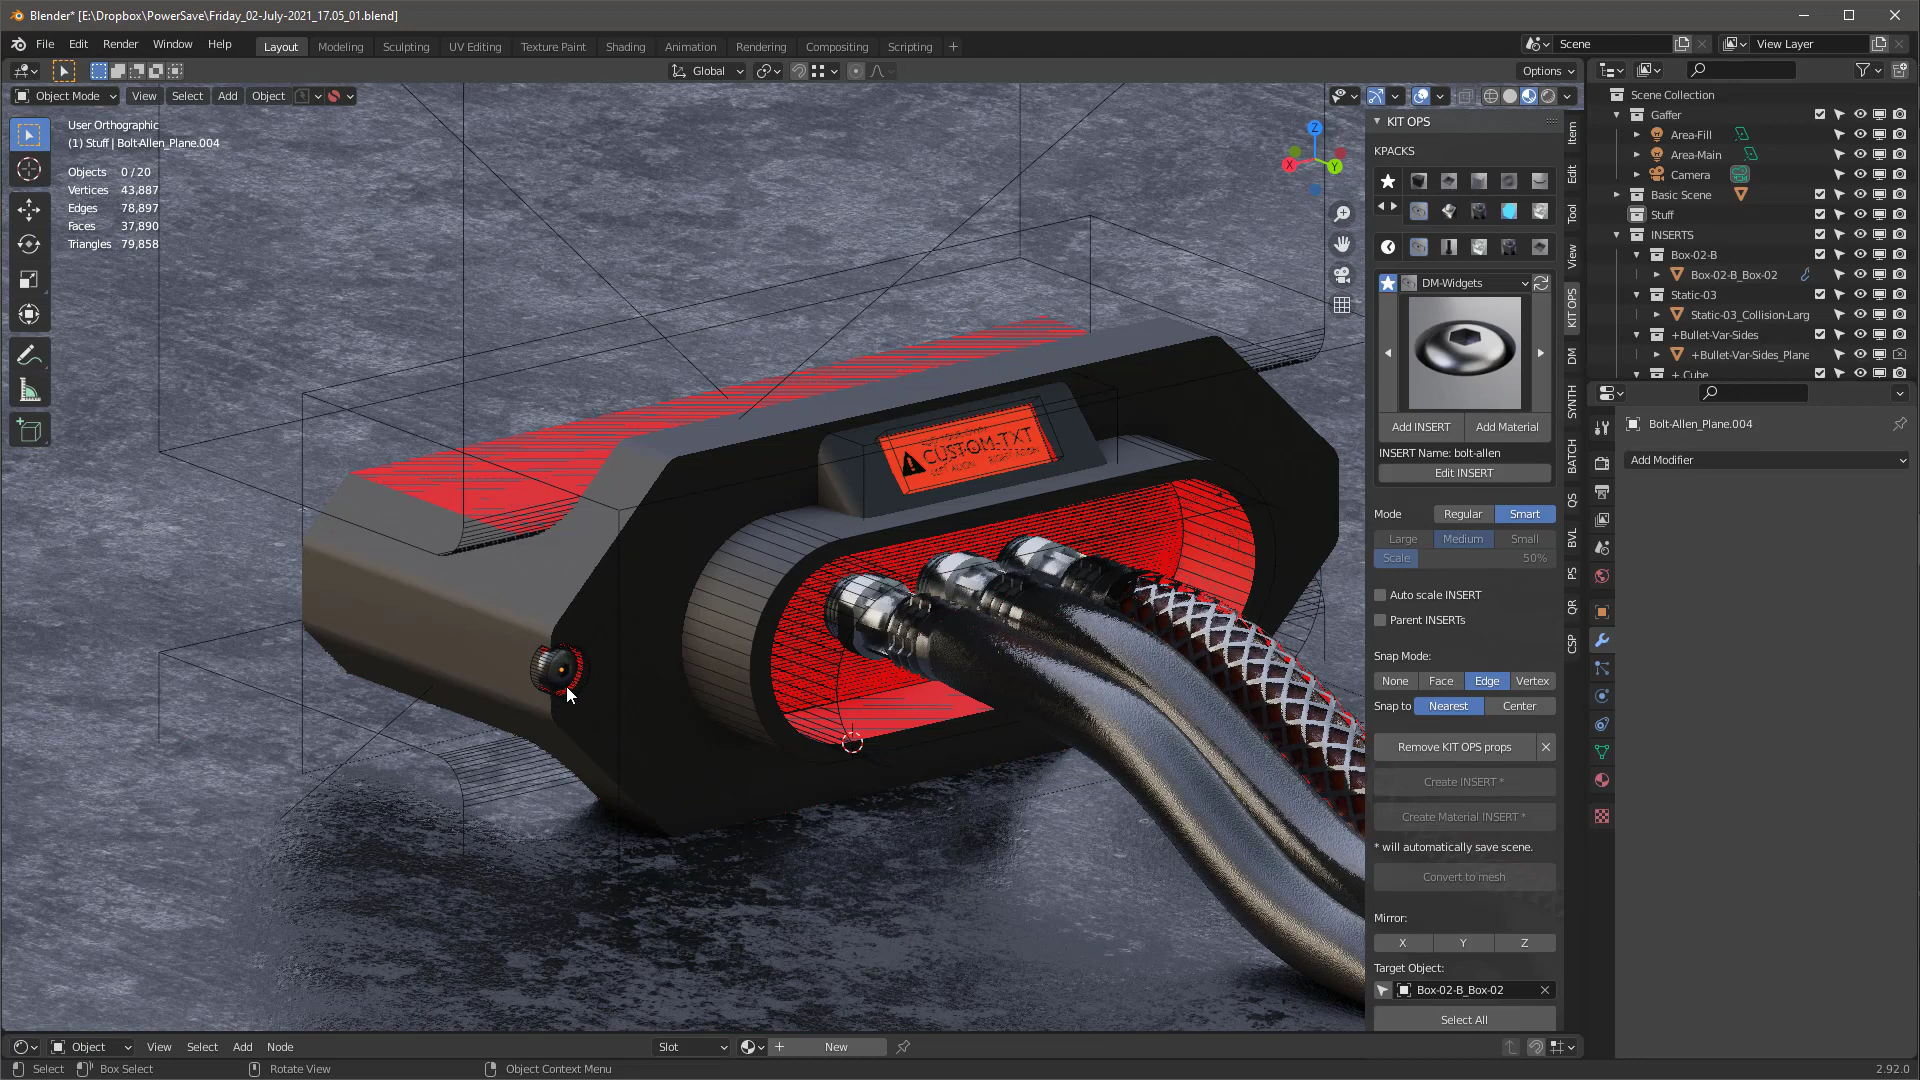 Blender* [E:\Dropbox\PowerSave\Friday_02-July-2021_17.05_01.blend]
File Edit Render Window Help Layout Modeling Sculpting UV Editing Texture Paint Shading Animation Rendering Compositing Scripting + Scene View Layer
Global Options
Object Mode View Select Add Object
User Orthographic
(1) Stuff | Bolt-Allen_Plane.004
Objects 0 / 20
Vertices 43,887
Edges 78,897
Faces 37,890
Triangles 79,858
Z
X
Y
CUSTOM-TXT
LEFT ALIGN RIGHT ALIGN
KIT OPS
KPACKS
DM-Widgets
Add INSERT Add Material
INSERT Name: bolt-allen
Edit INSERT
Mode Regular Smart
Large Medium Small
Scale 50%
Auto scale INSERT
Parent INSERTs
Snap Mode:
None Face Edge Vertex
Snap to Nearest Center
Remove KIT OPS props
Create INSERT *
Create Material INSERT *
* will automatically save scene.
Convert to mesh
Mirror:
X Y Z
Target Object:
Box-02-B_Box-02
Select All
Item
Edit
Tool
View
KIT OPS
DM
SYNTH
BATCH
QS
BVL
PS
QR
CSP
Scene Collection
Gaffer
Area-Fill
Area-Main
Camera
Basic Scene
Stuff
INSERTS
Box-02-B
Box-02-B_Box-02
Static-03
Static-03_Collision-Larg
+Bullet-Var-Sides
+Bullet-Var-Sides_Plane
+ Cube
Bolt-Allen_Plane.004
Add Modifier
Object View Select Add Node Slot + New
Select Box Select Rotate View Object Context Menu 2.92.0